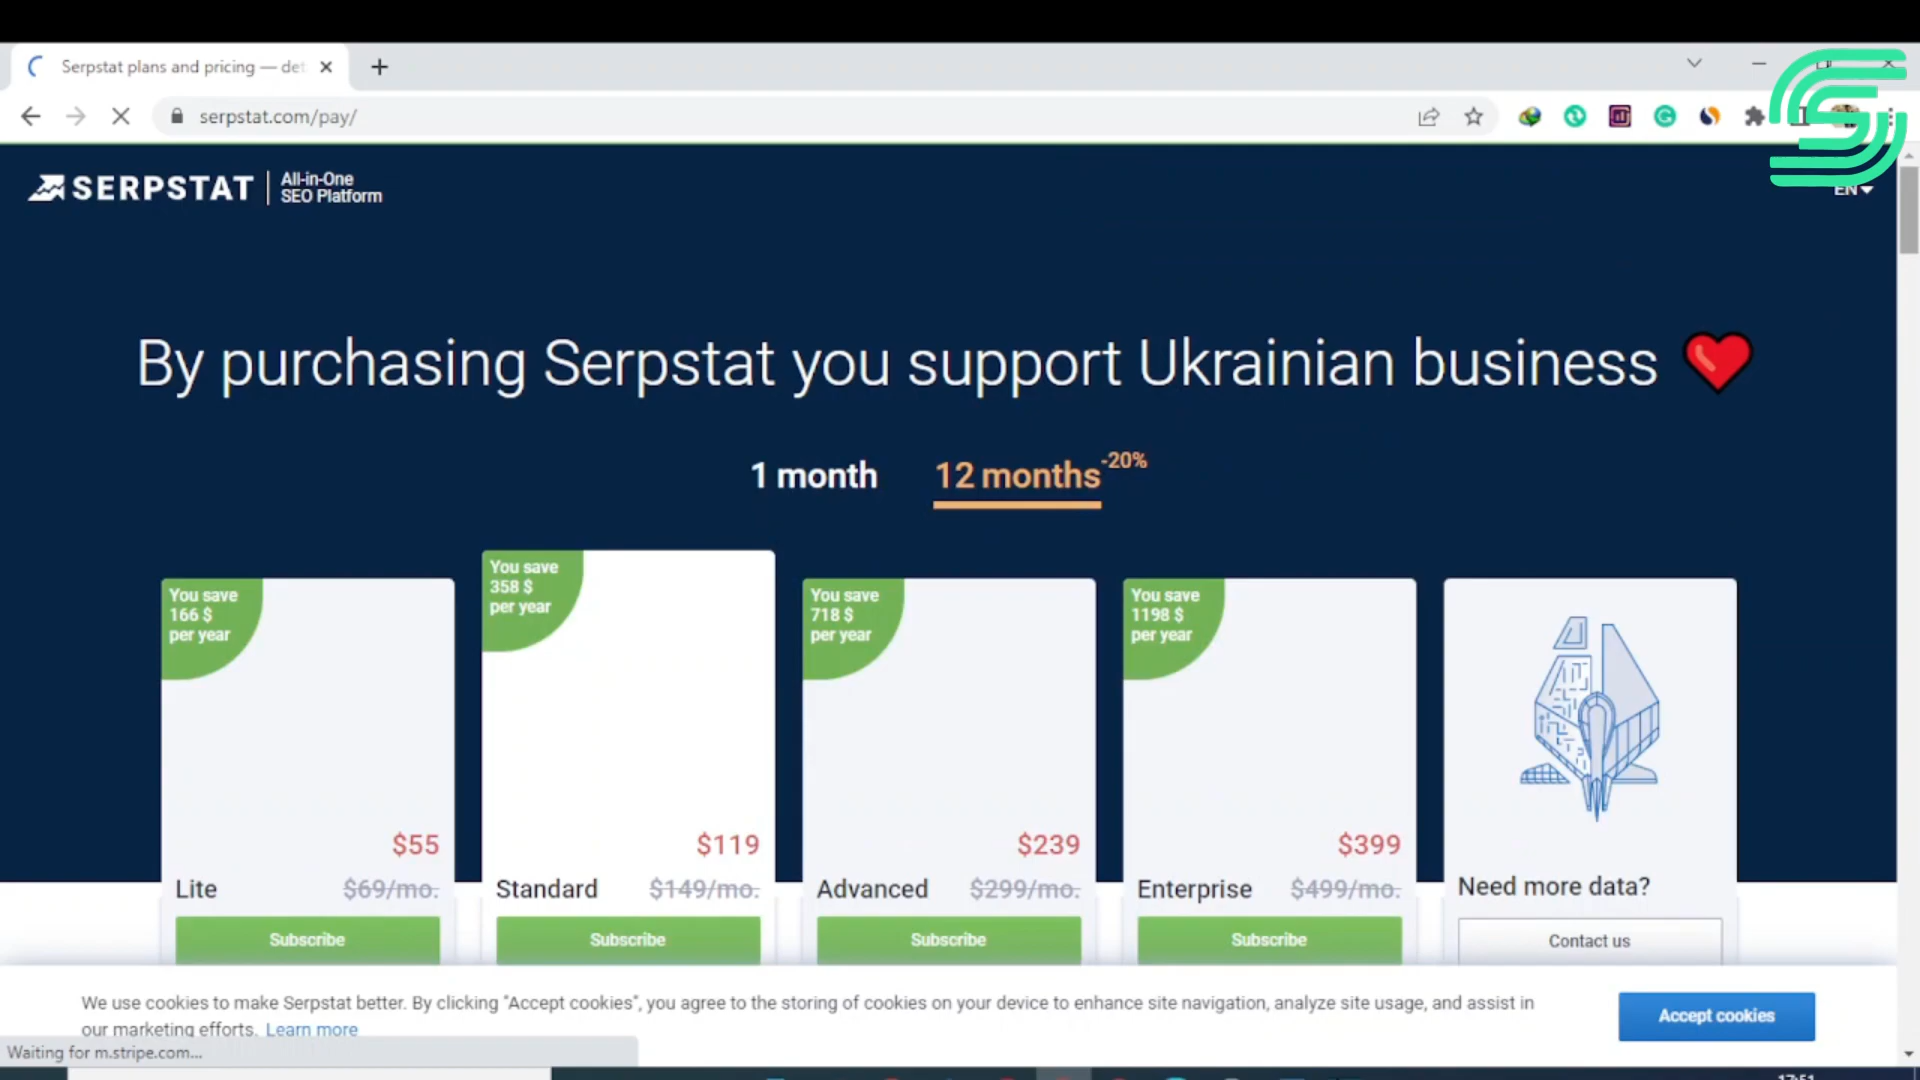 Serpstat plans and pricing — det
serpstat.com/pay/
SERPSTAT
All-in-One
SEO Platform
EN
By purchasing Serpstat you support Ukrainian business
1 month
12 months
-20%
You save
166 $
per year
$55
Lite
$69/mo.
Subscribe
You save
358 $
per year
$119
Standard
$149/mo.
Subscribe
You save
718 $
per year
$239
Advanced
$299/mo.
Subscribe
You save
1198 $
per year
$399
Enterprise
$499/mo.
Subscribe
Need more data?
Contact us
We use cookies to make Serpstat better. By clicking "Accept cookies", you agree to the storing of cookies on your device to enhance site navigation, analyze site usage, and assist in
our marketing efforts. Learn more
Accept cookies
Waiting for m.stripe.com...